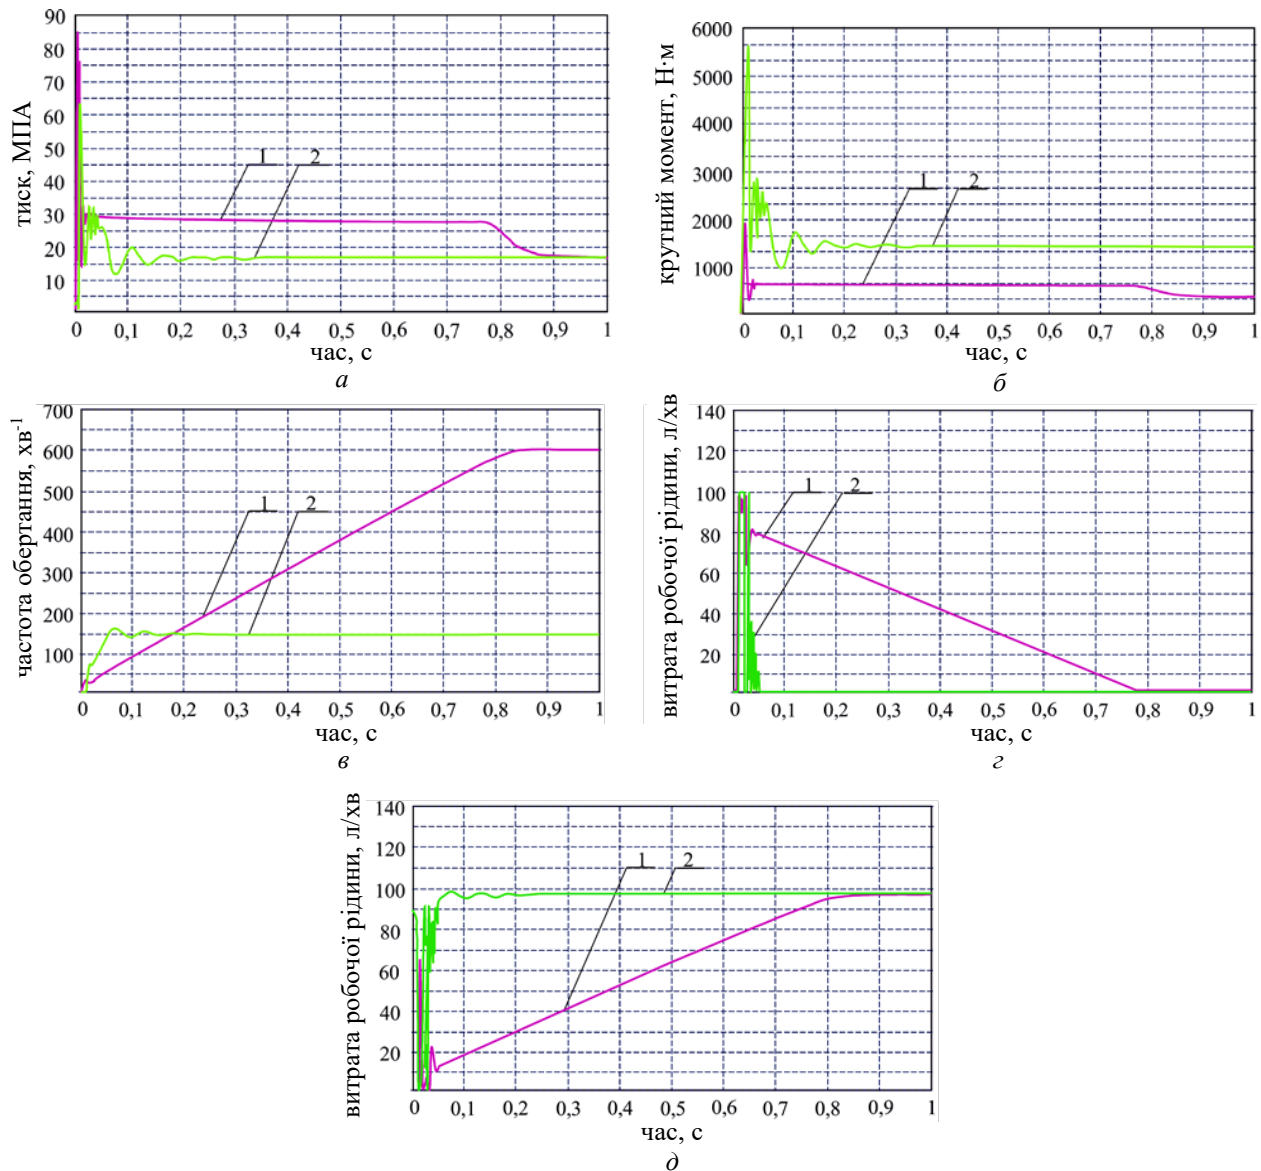 90
80
70
60
50
40
30
20
10
тиск, МПА
1 2
0 0,1 0,2 0,3 0,4 0,5 0,6 0,7 0,8 0,9 1
час, с
а
6000
5000
4000
3000
2000
1000
крутний момент, Н·м
1 2
0 0,1 0,2 0,3 0,4 0,5 0,6 0,7 0,8 0,9 1
час, с
б
700
600
500
400
300
200
100
частота обертання, хв-1
1 2
0 0,1 0,2 0,3 0,4 0,5 0,6 0,7 0,8 0,9 1
час, с
в
140
120
100
80
60
40
20
витрата робочої рідини, л/хв
1 2
0 0,1 0,2 0,3 0,4 0,5 0,6 0,7 0,8 0,9 1
час, с
г
140
120
100
80
60
40
20
витрата робочої рідини, л/хв
1 2
0 0,1 0,2 0,3 0,4 0,5 0,6 0,7 0,8 0,9 1
час, с
д